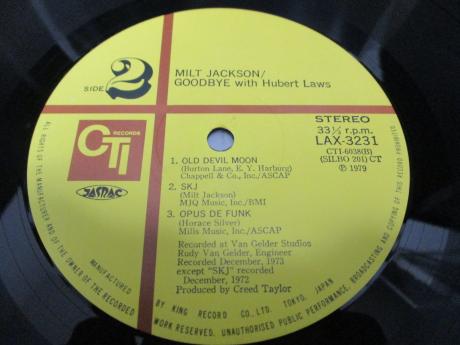 SIDE 2
MILT JACKSON/
GOODBYE with Hubert Laws
STEREO
33⅓ r.p.m.
LAX-3231
CTI-6038(B)
(SILBO 201) CT
Ⓟ 1979
CTI RECORDS
JASRAC
1. OLD DEVIL MOON
(Burton Lane, E. Y. Harburg)
Chappell & Co., Inc./ASCAP
2. SKJ
(Milt Jackson)
MJQ Music, Inc./BMI
3. OPUS DE FUNK
(Horace Silver)
Mills Music, Inc./ASCAP
Recorded at Van Gelder Studios
Rudy Van Gelder, Engineer
Recorded December, 1973
except "SKJ" recorded
December, 1972
Produced by Creed Taylor
MANUFACTURED BY KING RECORD CO., LTD. TOKYO, JAPAN
ALL RIGHTS OF THE MANUFACTURER AND OF THE OWNER OF THE RECORDED WORK RESERVED. UNAUTHORISED PUBLIC PERFORMANCE, BROADCASTING AND COPYING OF THIS RECORD PROHIBITED